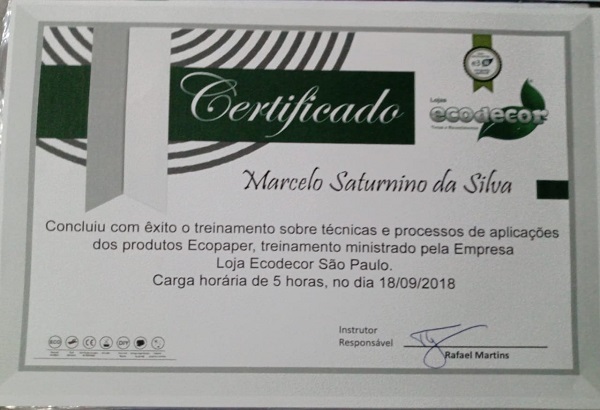 Certificado
Lojas
ecodecor
Marcelo Saturnino da Silva
Concluiu com êxito o treinamento sobre técnicas e processos de aplicações
dos produtos Ecopaper, treinamento ministrado pela Empresa
Loja Ecodecor São Paulo.
Carga horária de 5 horas, no dia 18/09/2018
Instrutor
Responsável
Rafael Martins